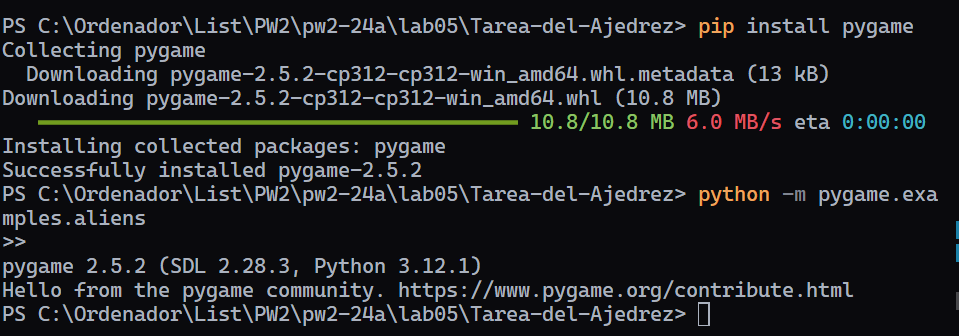 PS C:\Ordenador\List\PW2\pw2-24a\lab05\Tarea-del-Ajedrez> pip install pygame
Collecting pygame
  Downloading pygame-2.5.2-cp312-cp312-win_amd64.whl.metadata (13 kB)
Downloading pygame-2.5.2-cp312-cp312-win_amd64.whl (10.8 MB)
10.8/10.8 MB 6.0 MB/s eta 0:00:00
Installing collected packages: pygame
Successfully installed pygame-2.5.2
PS C:\Ordenador\List\PW2\pw2-24a\lab05\Tarea-del-Ajedrez> python -m pygame.exa
mples.aliens
>>
pygame 2.5.2 (SDL 2.28.3, Python 3.12.1)
Hello from the pygame community. https://www.pygame.org/contribute.html
PS C:\Ordenador\List\PW2\pw2-24a\lab05\Tarea-del-Ajedrez>